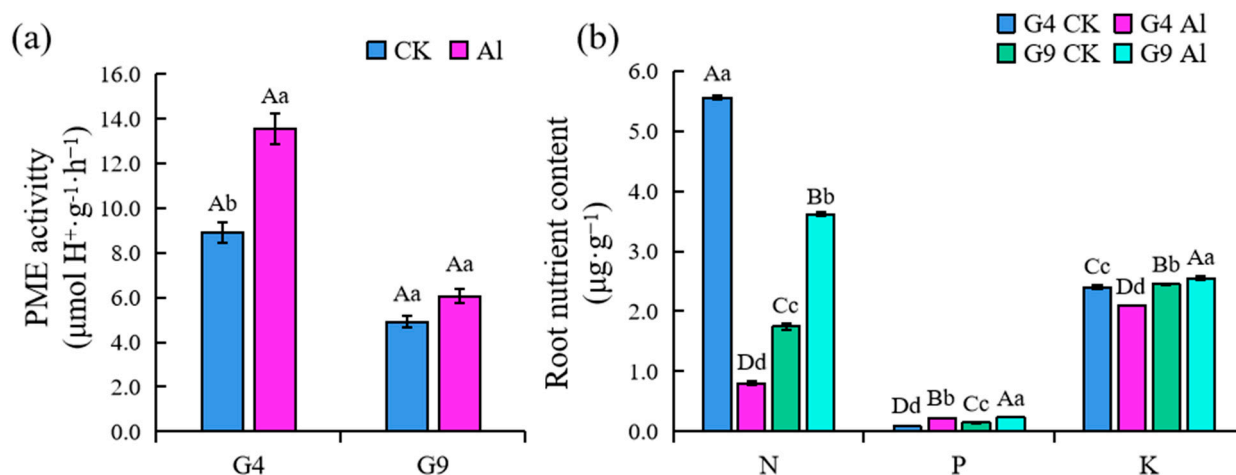 (a)
CK Al
PME activitty
(μmol H⁺·g⁻¹·h⁻¹)
16.0
14.0
12.0
10.0
8.0
6.0
4.0
2.0
0.0
Ab
Aa
Aa
Aa
G4
G9
(b)
G4 CK G4 Al
G9 CK G9 Al
Root nutrient content
(μg·g⁻¹)
6.0
5.0
4.0
3.0
2.0
1.0
0.0
Aa
Dd
Cc
Bb
Dd
Bb
Cc
Aa
Cc
Dd
Bb
Aa
N
P
K